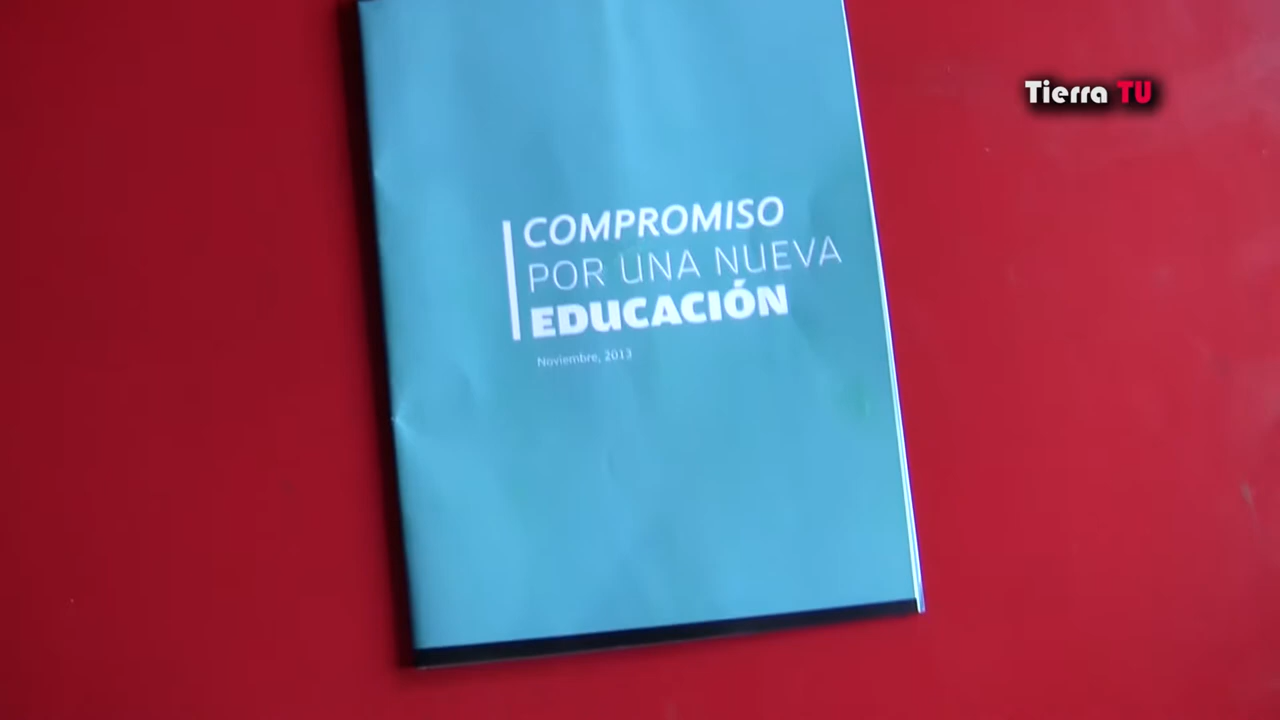 Tierra TU
COMPROMISO
POR UNA NUEVA
EDUCACIÓN
Noviembre, 2013